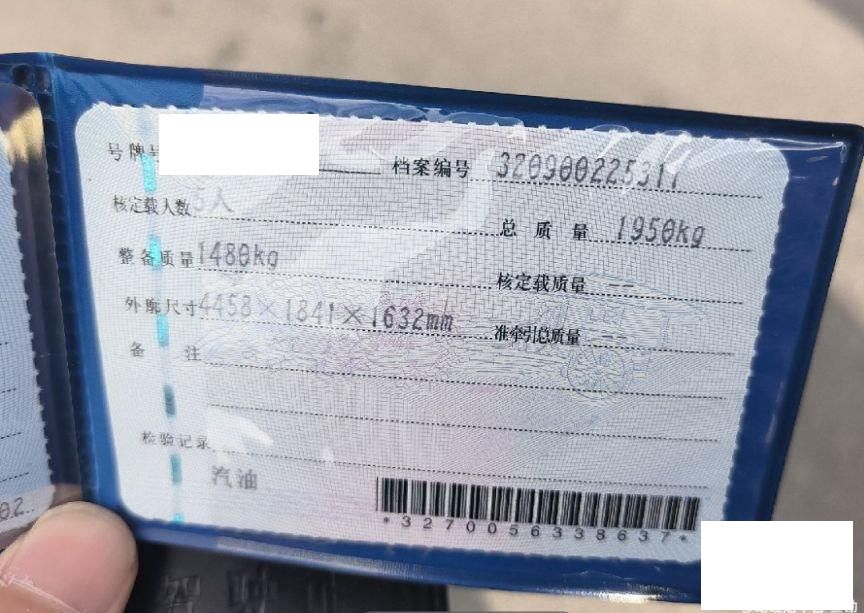 号牌号 档案编号 320900225317
核定载人数 5人 总质量 1950kg
整备质量 1480kg 核定载质量 --
外廓尺寸 4458×1841×1632mm 准牵引总质量 --
备注
检验记录
汽油
*3270056338637*